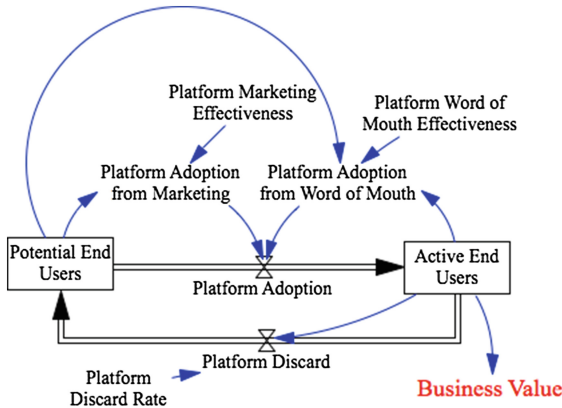 Platform Marketing
Effectiveness
Platform Word of
Mouth Effectiveness
Platform Adoption
from Marketing
Platform Adoption
from Word of Mouth
Potential End
Users
Active End
Users
Platform Adoption
Platform Discard
Platform
Discard Rate
Business Value